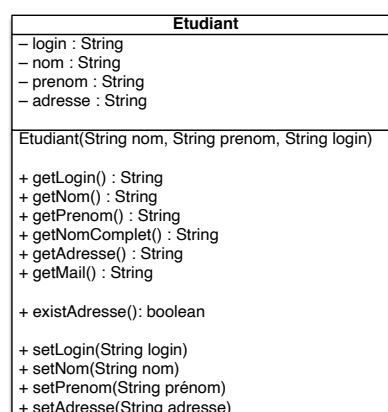 Etudiant
– login : String
– nom : String
– prenom : String
– adresse : String
Etudiant(String nom, String prenom, String login)
+ getLogin() : String
+ getNom() : String
+ getPrenom() : String
+ getNomComplet() : String
+ getAdresse() : String
+ getMail() : String
+ existAdresse(): boolean
+ setLogin(String login)
+ setNom(String nom)
+ setPrenom(String prénom)
+ setAdresse(String adresse)